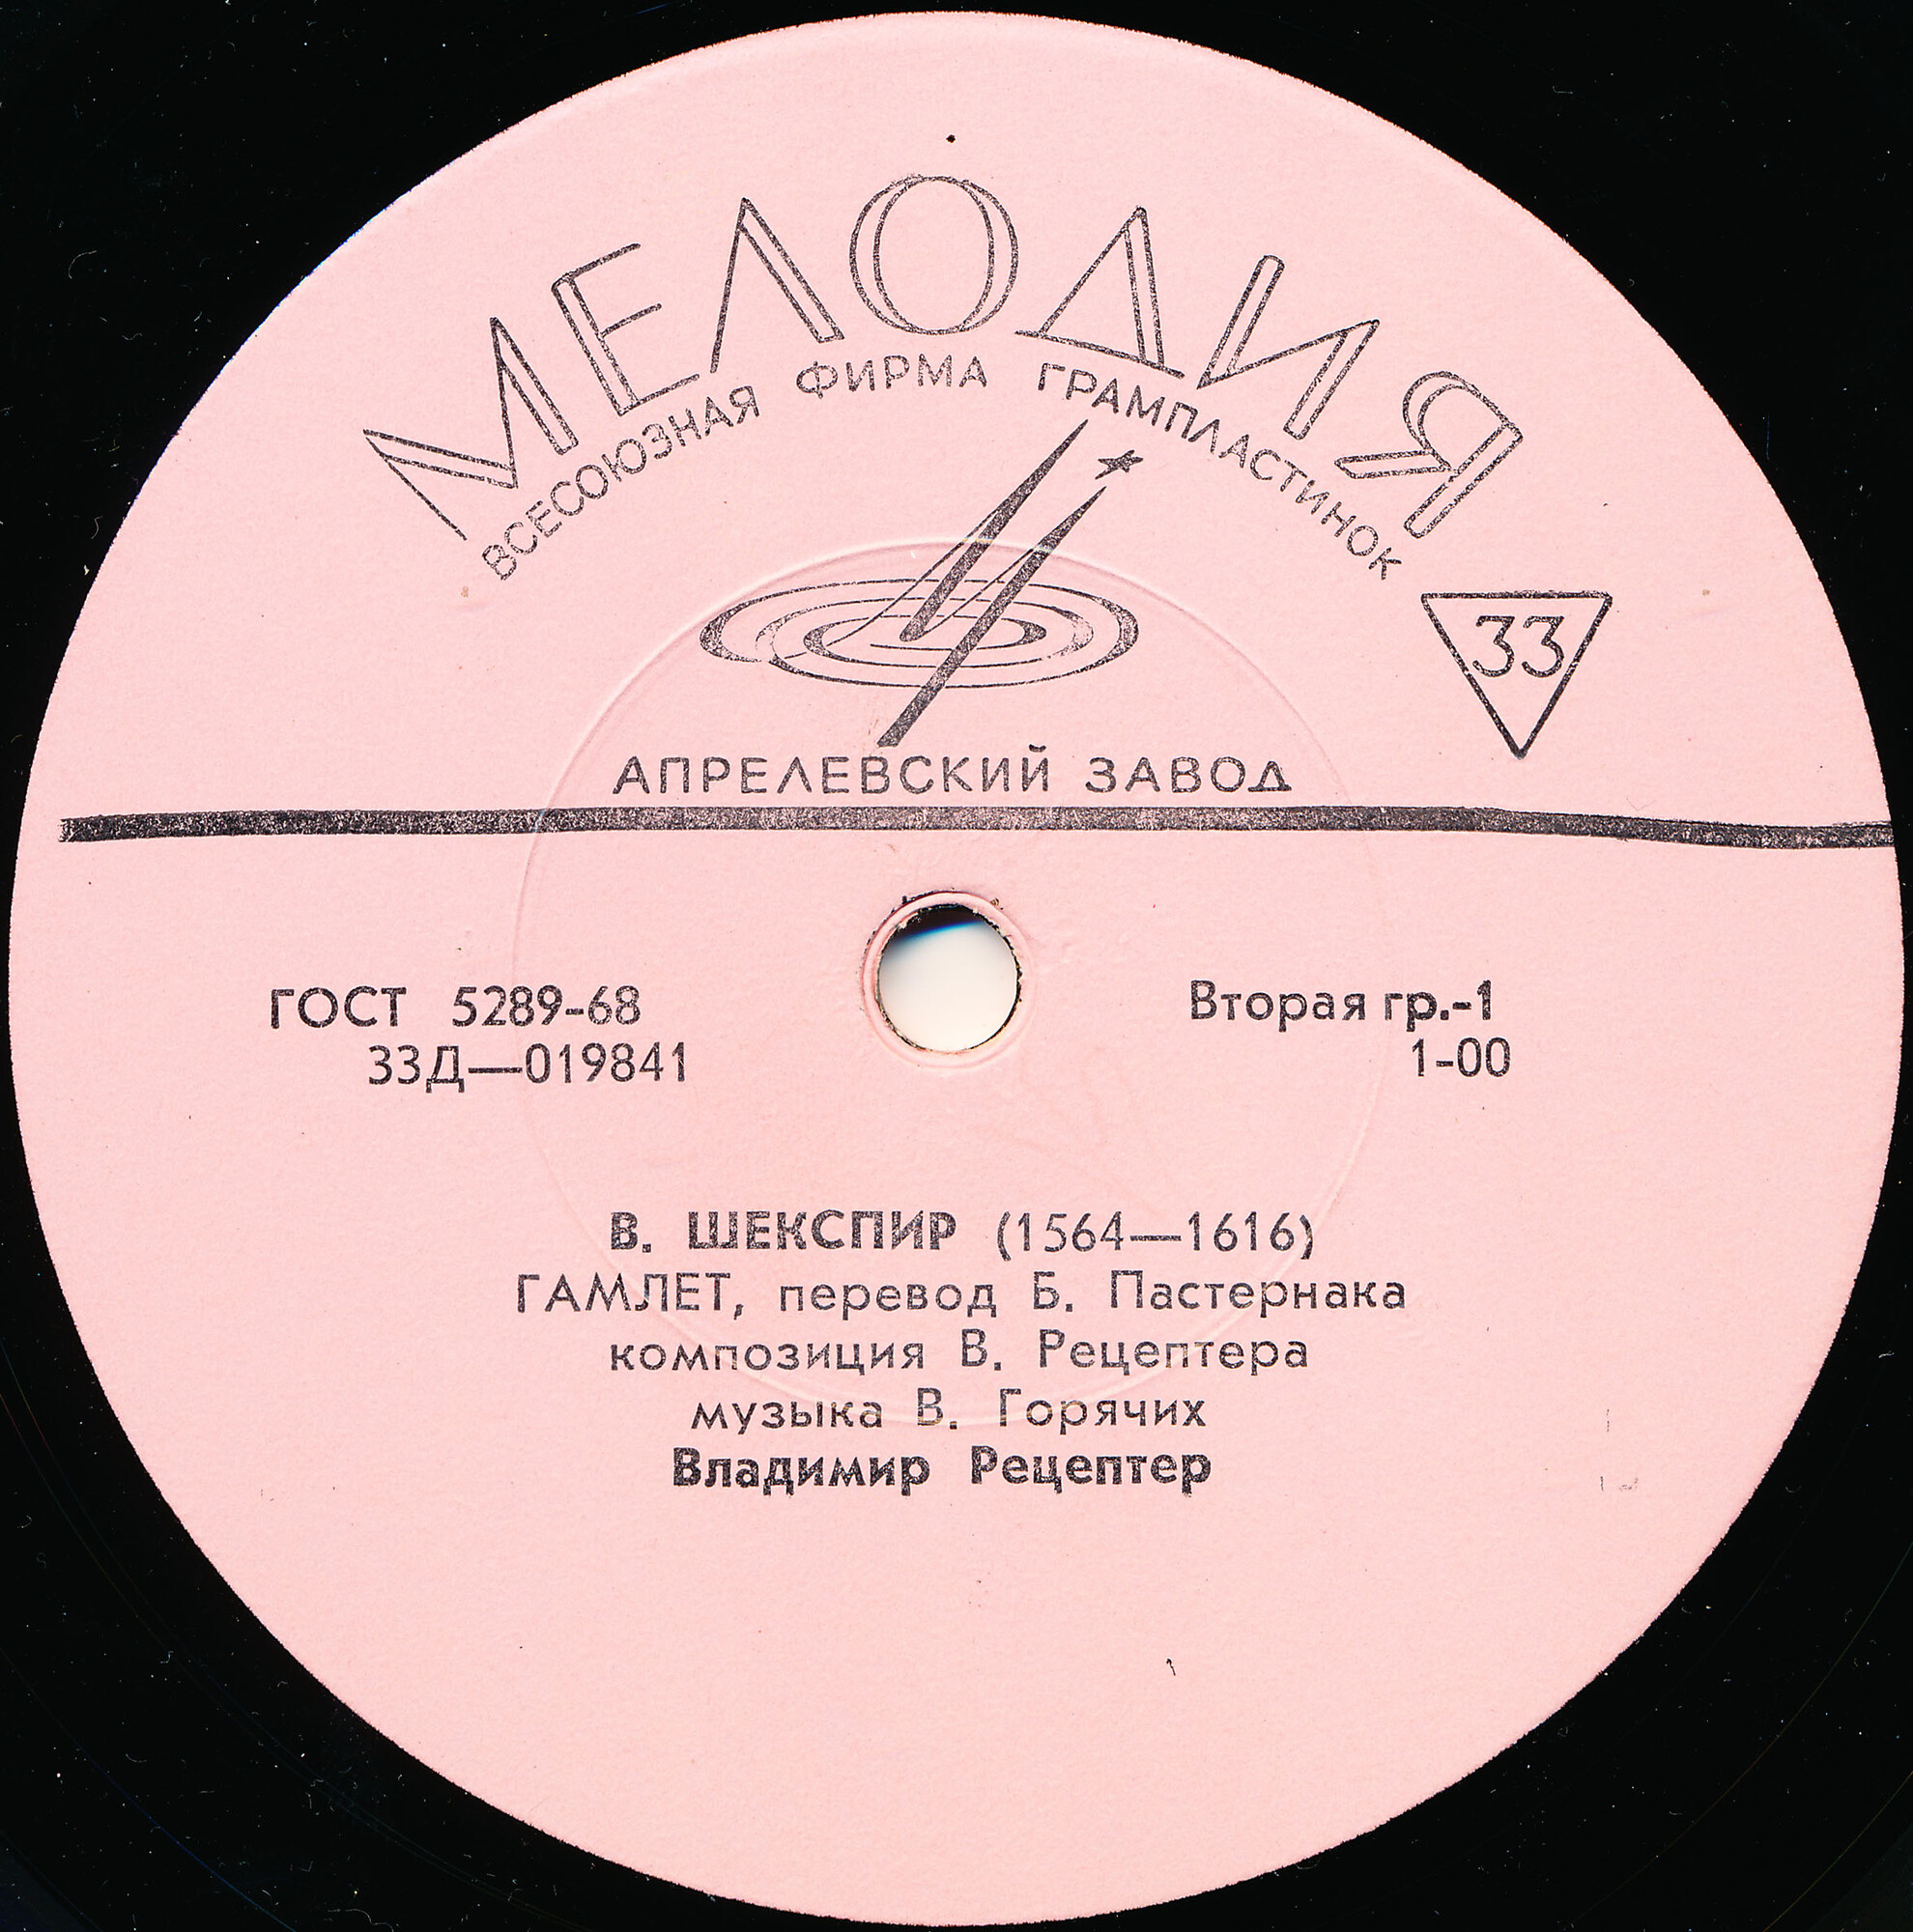 МЕЛОДИЯ
ВСЕСОЮЗНАЯ ФИРМА ГРАМПЛАСТИНОК
33
АПРЕЛЕВСКИЙ ЗАВОД
ГОСТ 5289-68
Вторая гр.-1
33Д—019841
1-00
В. ШЕКСПИР (1564—1616)
ГАМЛЕТ, перевод Б. Пастернака
композиция В. Рецептера
музыка В. Горячих
Владимир Рецептер